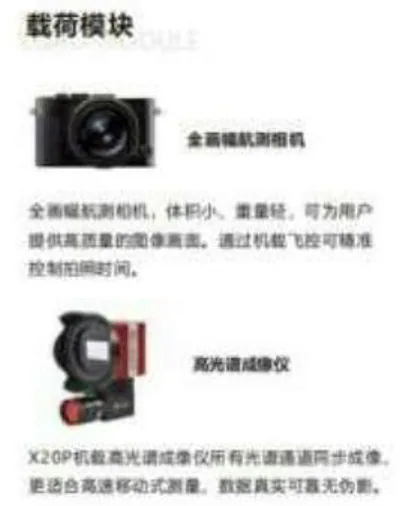 载荷模块
MODULE
全画幅航测相机
全画幅航测相机，体积小、重量轻，可为用户
提供高质量的图像画面。通过机载飞控可精准
控制拍照时间。
高光谱成像仪
X20P机载高光谱成像仪所有光谱通道同步成像，
更适合高速移动式测量，数据真实可靠无伪影。